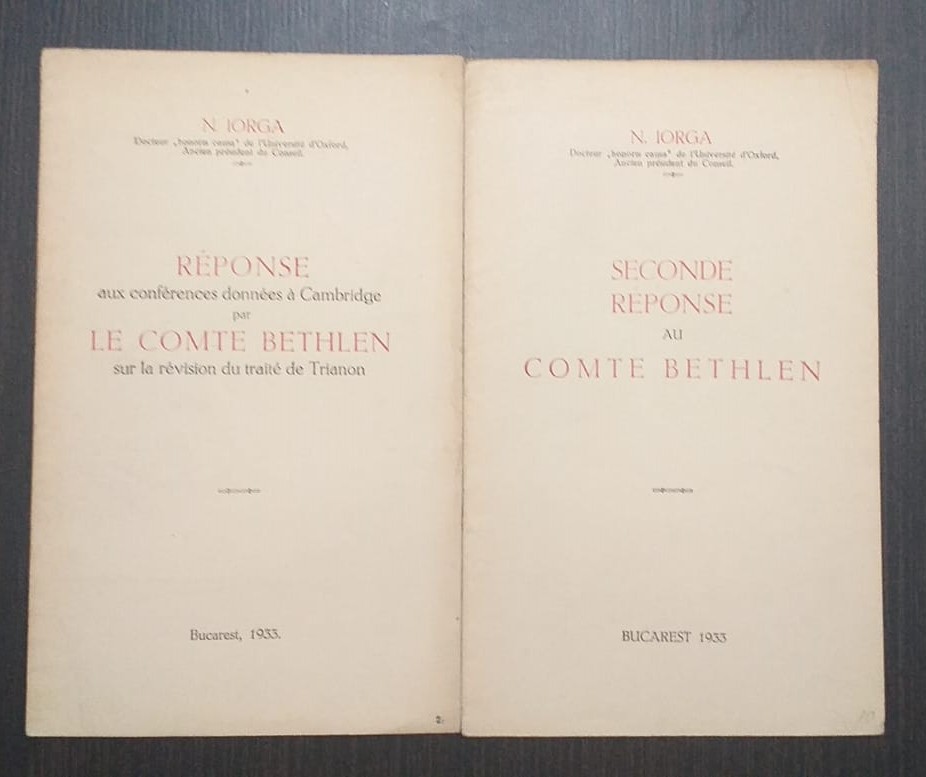 N. IORGA
Docteur „honoris causa" de l'Université d'Oxford,
Ancien président du Conseil.
RÉPONSE
aux conférences données à Cambridge
par
LE COMTE BETHLEN
sur la révision du traité de Trianon
Bucarest, 1933.
2.
N. IORGA
Docteur „honoris causa" de l'Université d'Oxford,
Ancien président du Conseil.
SECONDE
REPONSE
AU
COMTE BETHLEN
BUCAREST 1933